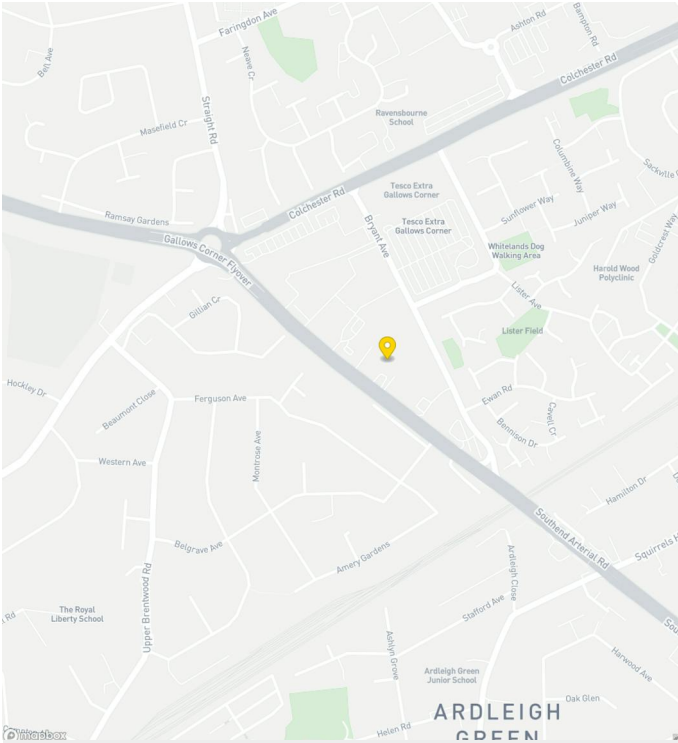 Faringdon Ave
Ashton Rd
Bampton Rd
Bell Ave
Neave Cr
Colchester Rd
Straight Rd
Ravensbourne
School
Masefield Cr
Columbine Way
Sackville
Tesco Extra
Gallows Corner
Colchester Rd
Sunflower Way
Juniper Way
Ramsay Gardens
Bryant Ave
Tesco Extra
Gallows Corner
Goldcrest Way
Gallows Corner Flyover
Whitelands Dog
Walking Area
Harold Wood
Polyclinic
Lister Ave
Gillian Cr
Lister Field
Hockley Dr
Beaumont Close
Ferguson Ave
Ewan Rd
Cavell Cr
Bennison Dr
Montrose Ave
Western Ave
Hamilton Dr
Southend Arterial Rd
Belgrave Ave
Amery Gardens
Ardleigh Close
Squirrels H
Upper Brentwood Rd
Stafford Ave
The Royal
Liberty School
Rd
Ashlyn Grove
Harwood Ave
Ardleigh Green
Junior School
Oak Glen
ARDLEIGH
GREEN
Helen Rd
mapbox